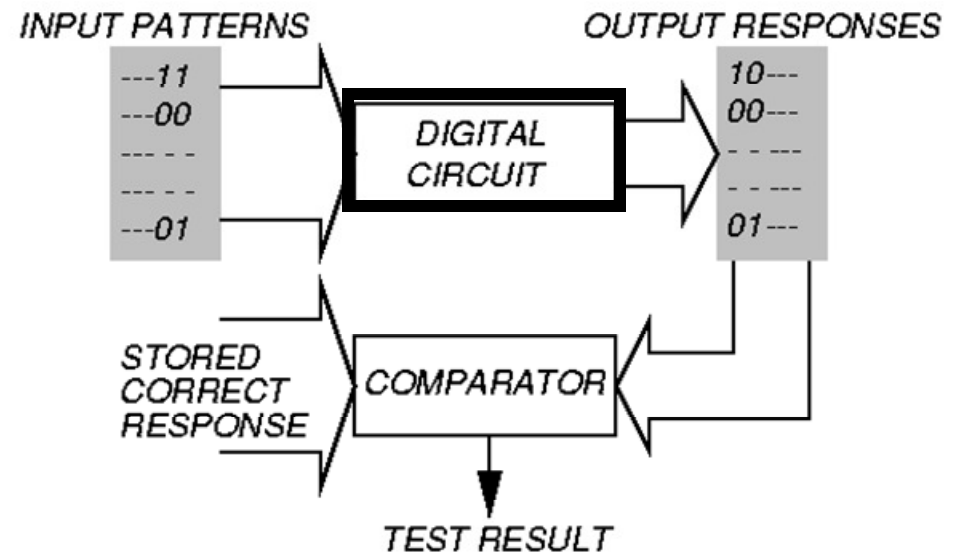 INPUT PATTERNS
OUTPUT RESPONSES
---11
---00
--- - -
--- - -
---01
DIGITAL
CIRCUIT
10---
00---
- - ---
- - ---
01---
STORED
CORRECT
RESPONSE
COMPARATOR
TEST RESULT